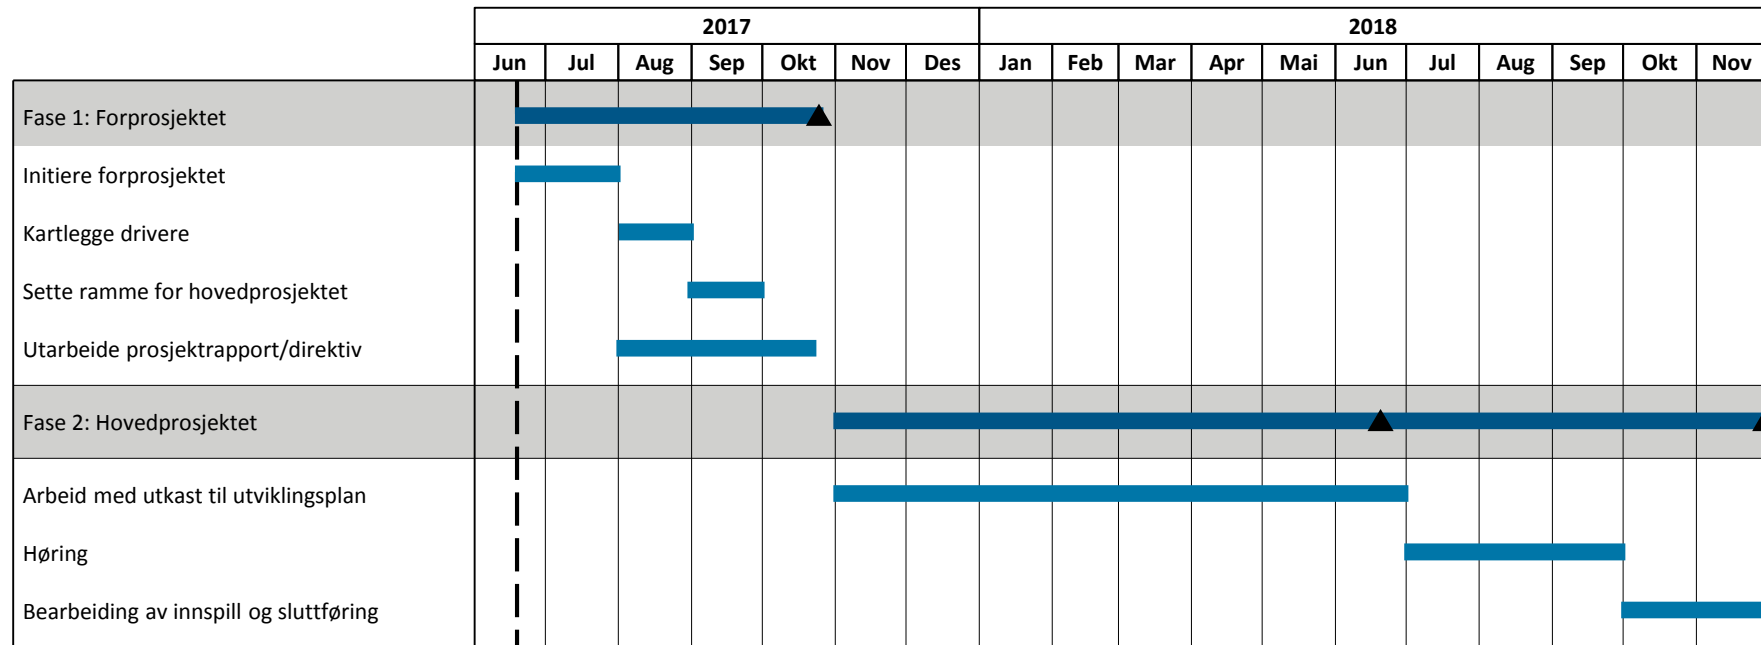 2017 2018
Jun Jul Aug Sep Okt Nov Des Jan Feb Mar Apr Mai Jun Jul Aug Sep Okt Nov
Fase 1: Forprosjektet
Initiere forprosjektet
Kartlegge drivere
Sette ramme for hovedprosjektet
Utarbeide prosjektrapport/direktiv
Fase 2: Hovedprosjektet
Arbeid med utkast til utviklingsplan
Høring
Bearbeiding av innspill og sluttføring